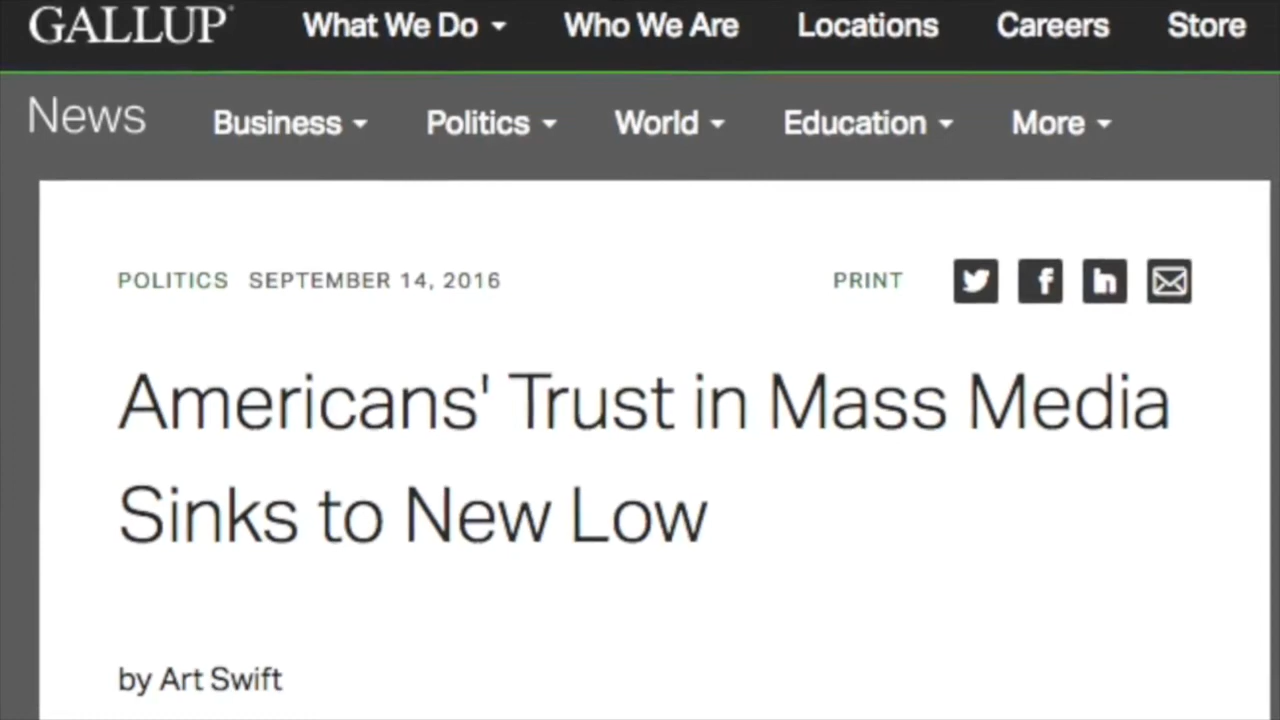 GALLUP® What We Do Who We Are Locations Careers Store
News Business Politics World Education More
POLITICS SEPTEMBER 14, 2016 PRINT
Americans' Trust in Mass Media
Sinks to New Low
by Art Swift